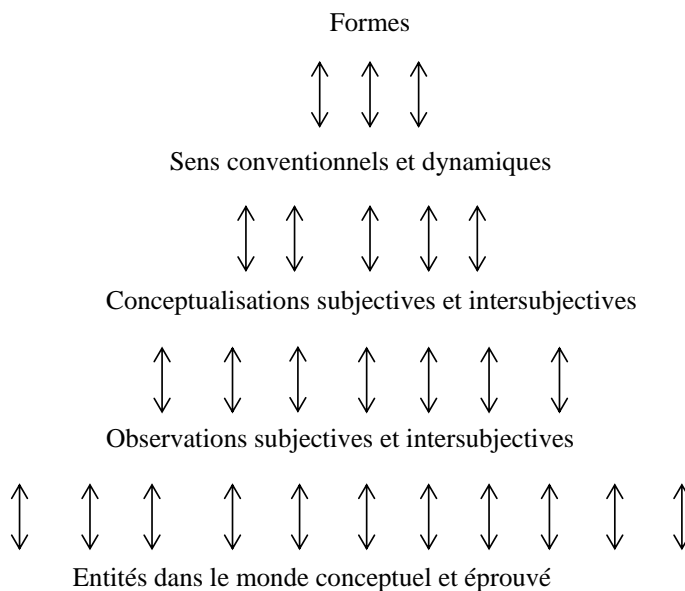 Formes
Sens conventionnels et dynamiques
Conceptualisations subjectives et intersubjectives
Observations subjectives et intersubjectives
Entités dans le monde conceptuel et éprouvé